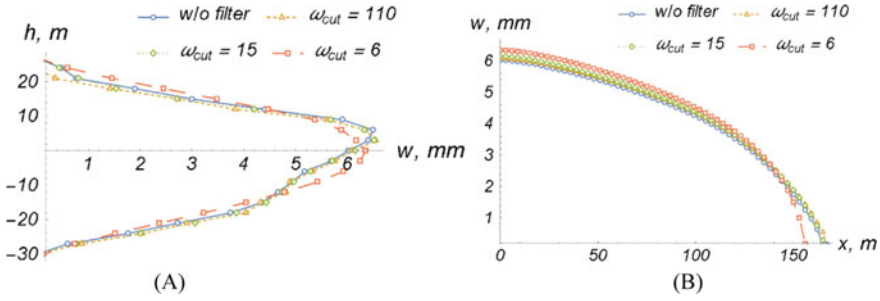 w/o filter
ω_cut = 110
ω_cut = 15
ω_cut = 6
h, m
20
10
−10
−20
−30
1 2 3 4 5 6
w, mm
(A)
w/o filter
ω_cut = 110
ω_cut = 15
ω_cut = 6
w, mm
6
5
4
3
2
1
0 50 100 150
x, m
(B)